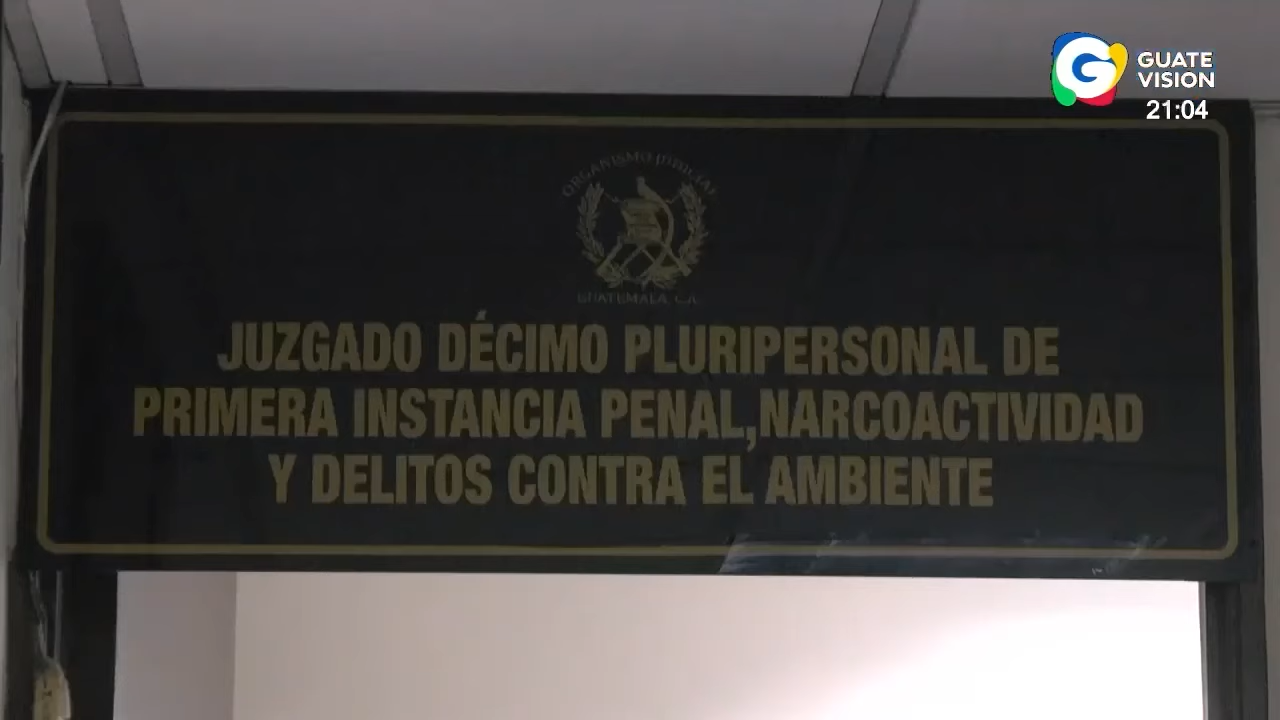 GUATE
VISION
21:04
ORGANISMO JUDICIAL
GUATEMALA, C.A.
JUZGADO DÉCIMO PLURIPERSONAL DE
PRIMERA INSTANCIA PENAL,NARCOACTIVIDAD
Y DELITOS CONTRA EL AMBIENTE